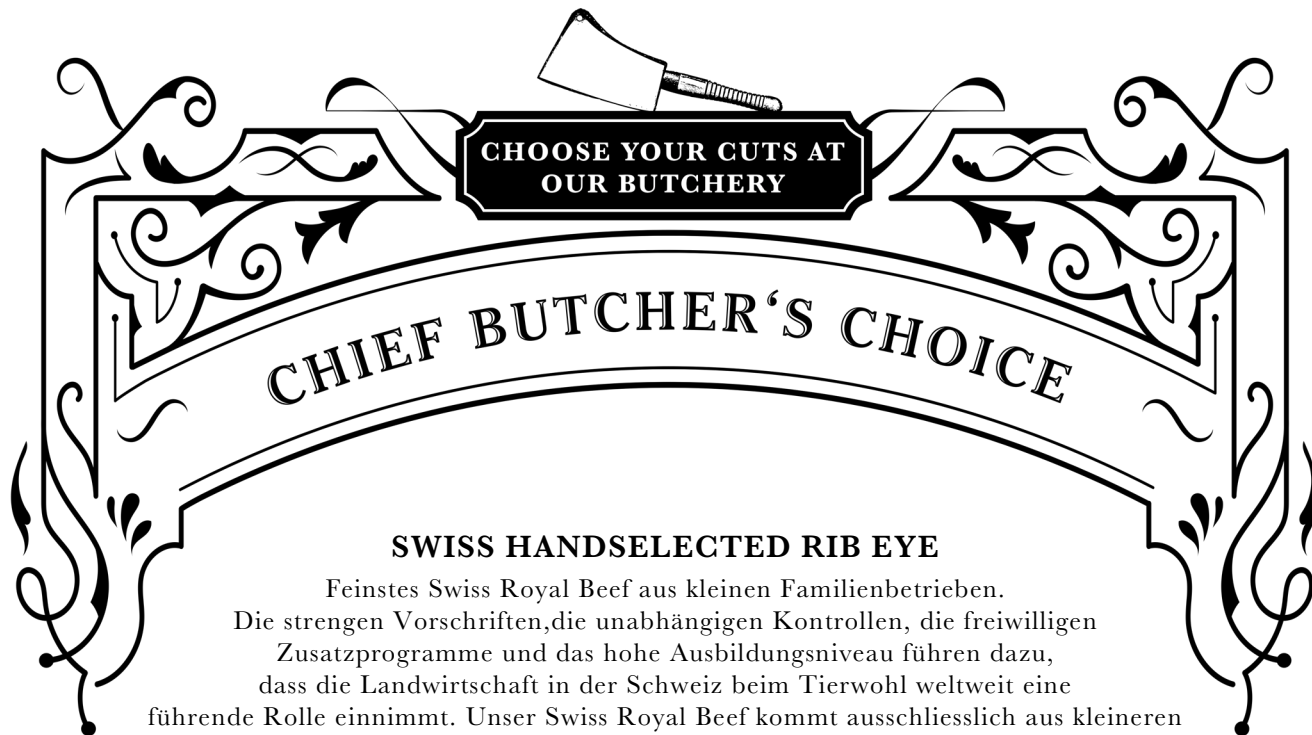 CHOOSE YOUR CUTS AT
OUR BUTCHERY
CHIEF BUTCHER‘S CHOICE
SWISS HANDSELECTED RIB EYE
Feinstes Swiss Royal Beef aus kleinen Familienbetrieben.
Die strengen Vorschriften,die unabhängigen Kontrollen, die freiwilligen
Zusatzprogramme und das hohe Ausbildungsniveau führen dazu,
dass die Landwirtschaft in der Schweiz beim Tierwohl weltweit eine
führende Rolle einnimmt. Unser Swiss Royal Beef kommt ausschliesslich aus kleineren